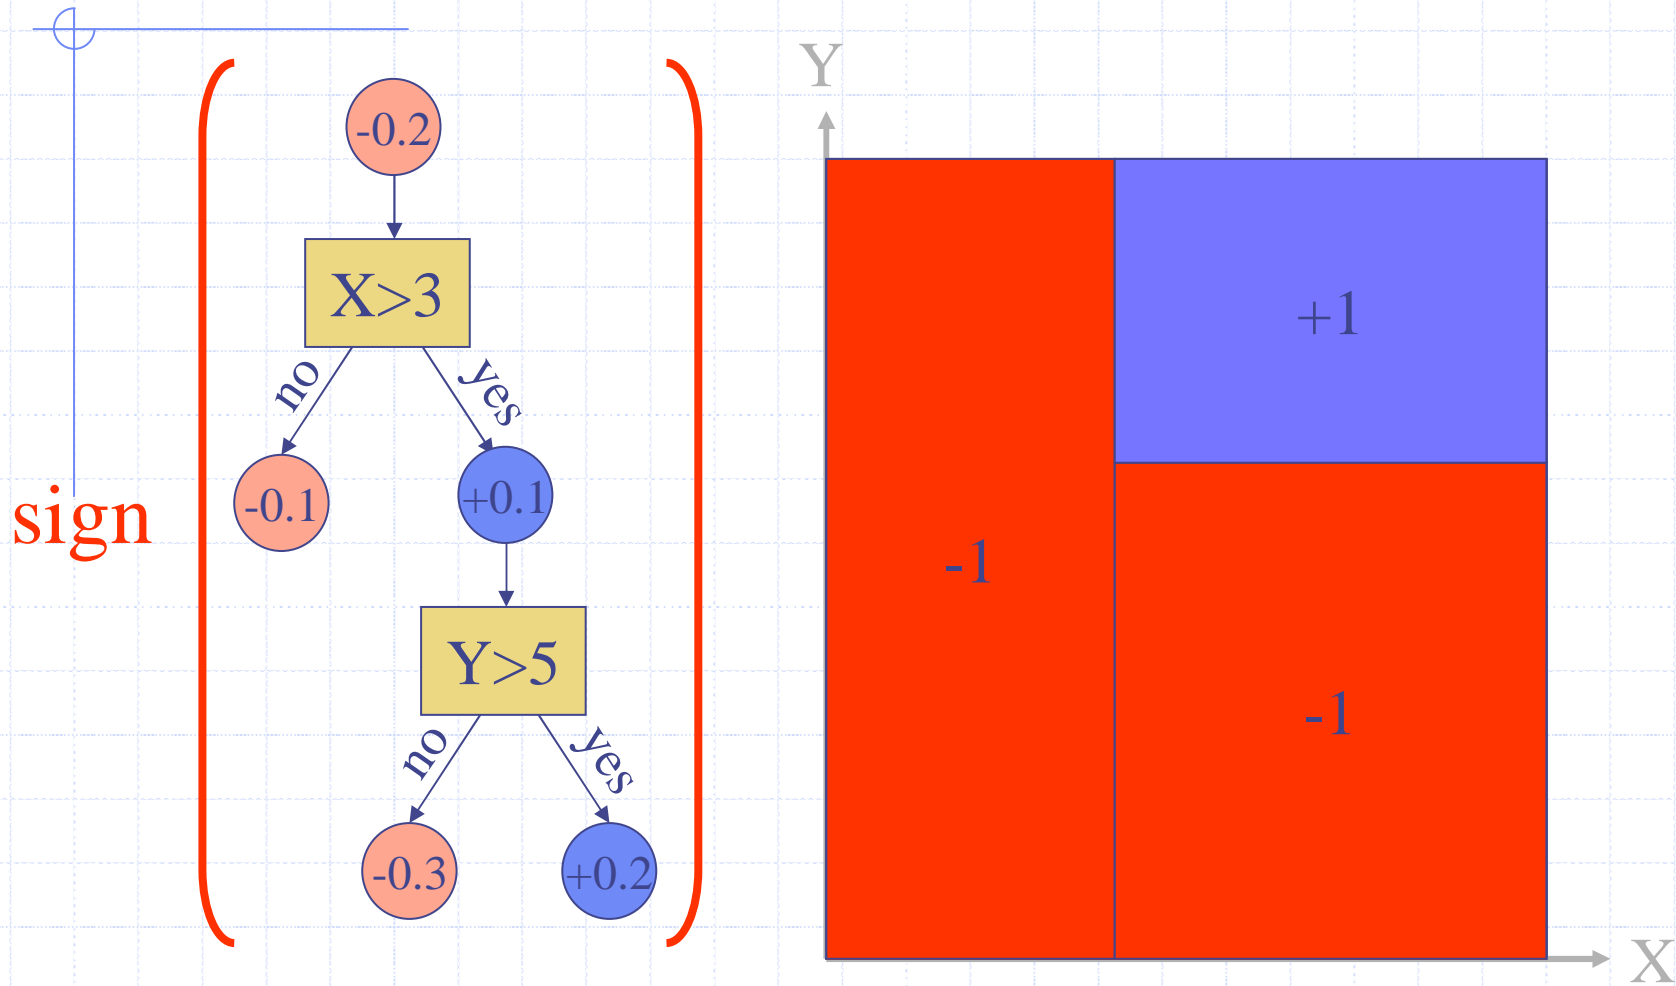 sign
-0.2
X>3
no
yes
-0.1
+0.1
Y>5
no
yes
-0.3
+0.2
Y
+1
-1
-1
X